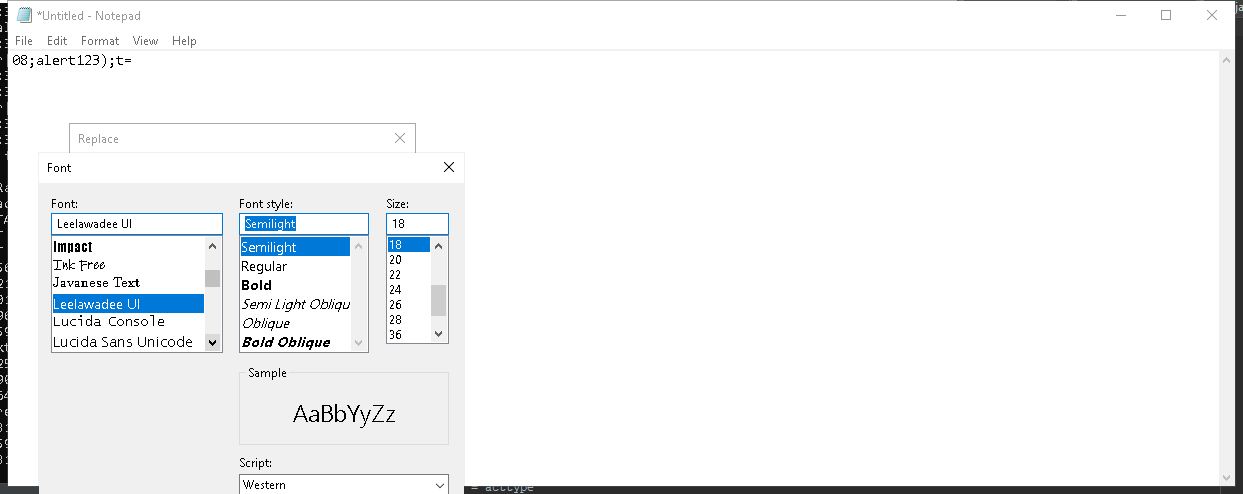 *Untitled - Notepad
File Edit Format View Help
08;alert123);t=
Replace
Font
Font: Font style: Size:
Leelawadee UI Semilight 18
Impact Semilight 18
Ink Free Regular 20
Javanese Text Bold 22
Leelawadee UI Semi Light Obliqu 24
Lucida Console Oblique 26
Lucida Sans Unicode Bold Oblique 28
36
Sample
AaBbYyZz
Script:
Western
= acctype